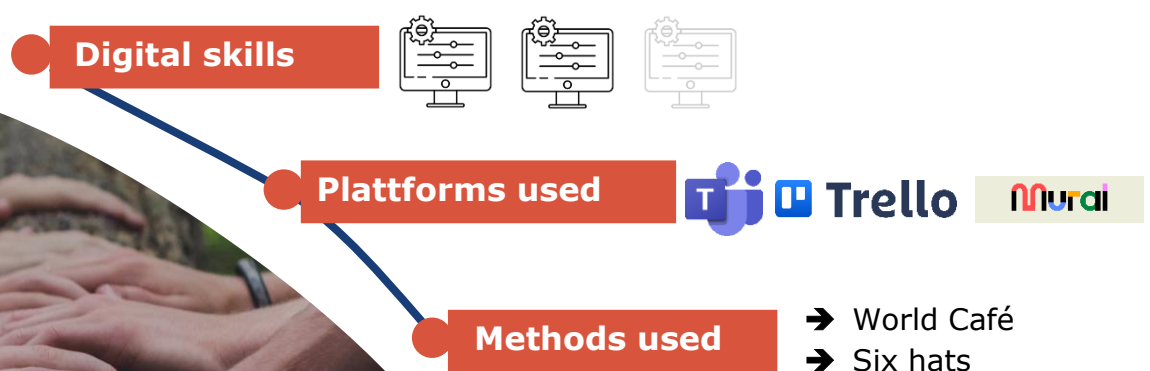 Digital skills
Plattforms used
T Trello Mural
Methods used
➔ World Café
➔ Six hats